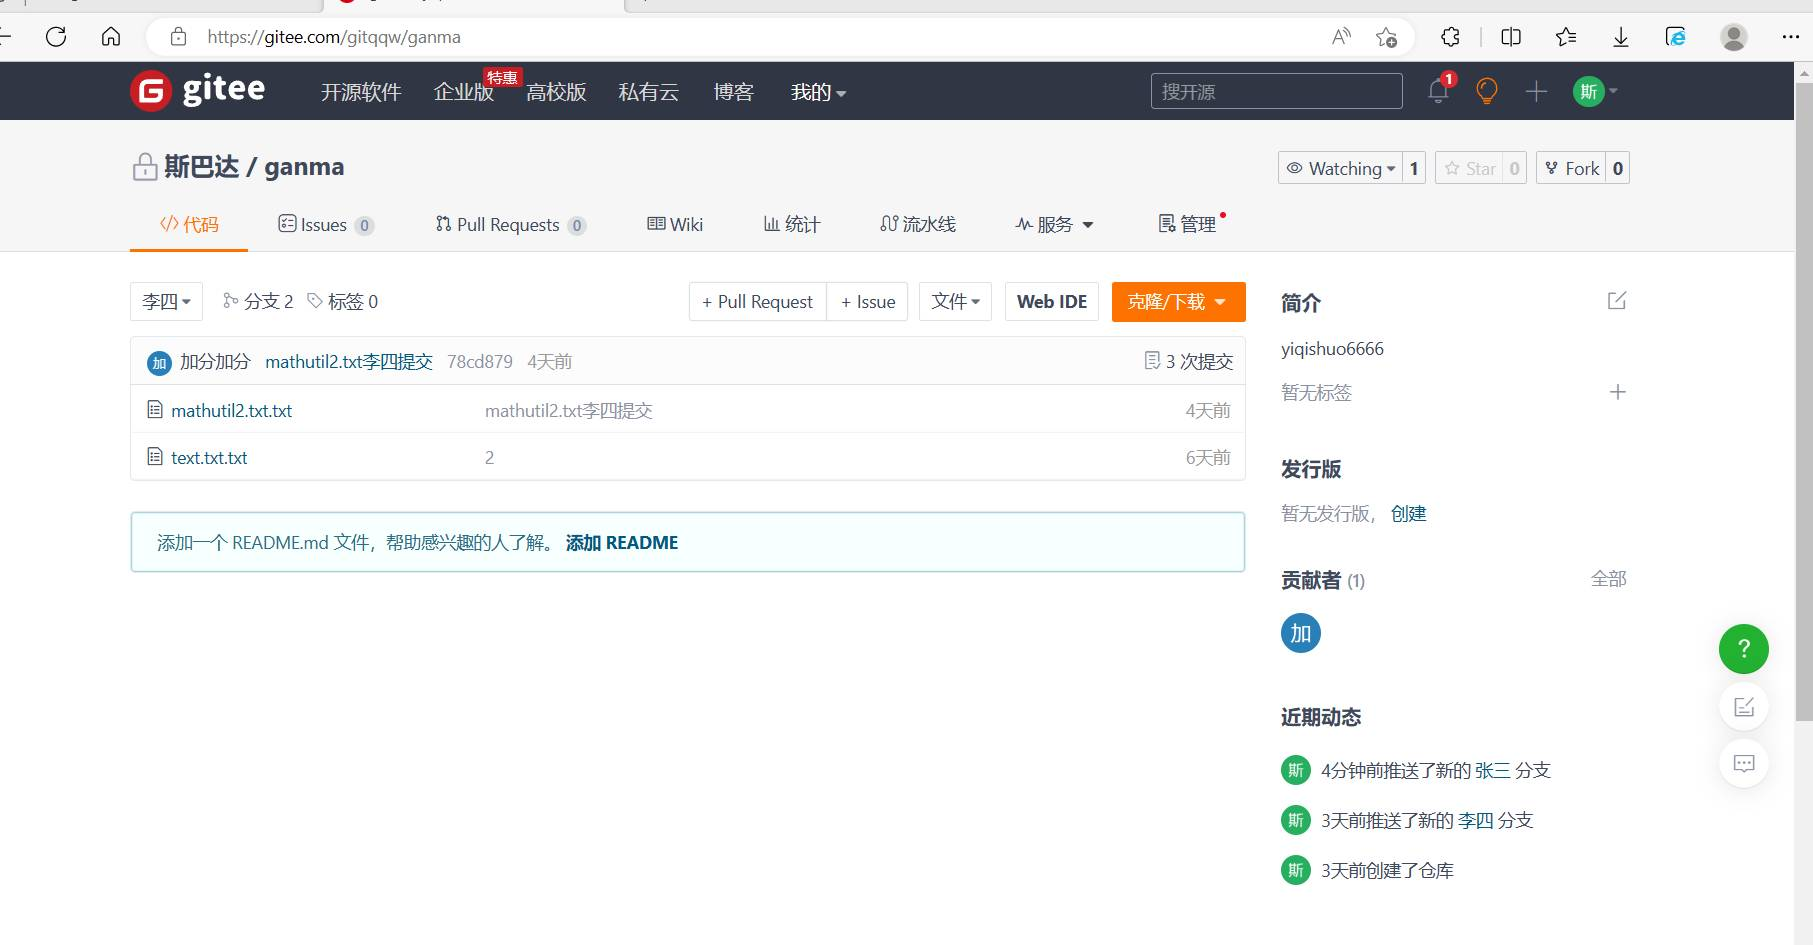 https://gitee.com/gitqqw/ganma
gitee 开源软件 企业版 特惠 高校版 私有云 博客 我的 搜开源 1 斯
斯巴达 / ganma Watching 1 Star 0 Fork 0
代码 Issues 0 Pull Requests 0 Wiki 统计 流水线 服务 管理
李四 分支 2 标签 0 + Pull Request + Issue 文件 Web IDE 克隆/下载
加 加分加分 mathutil2.txt李四提交 78cd879 4天前 3 次提交
mathutil2.txt.txt mathutil2.txt李四提交 4天前
text.txt.txt 2 6天前
添加一个 README.md 文件，帮助感兴趣的人了解。 添加 README
简介
yiqishuo6666
暂无标签
发行版
暂无发行版， 创建
贡献者 (1) 全部
加
近期动态
斯 4分钟前推送了新的 张三 分支
斯 3天前推送了新的 李四 分支
斯 3天前创建了仓库
?